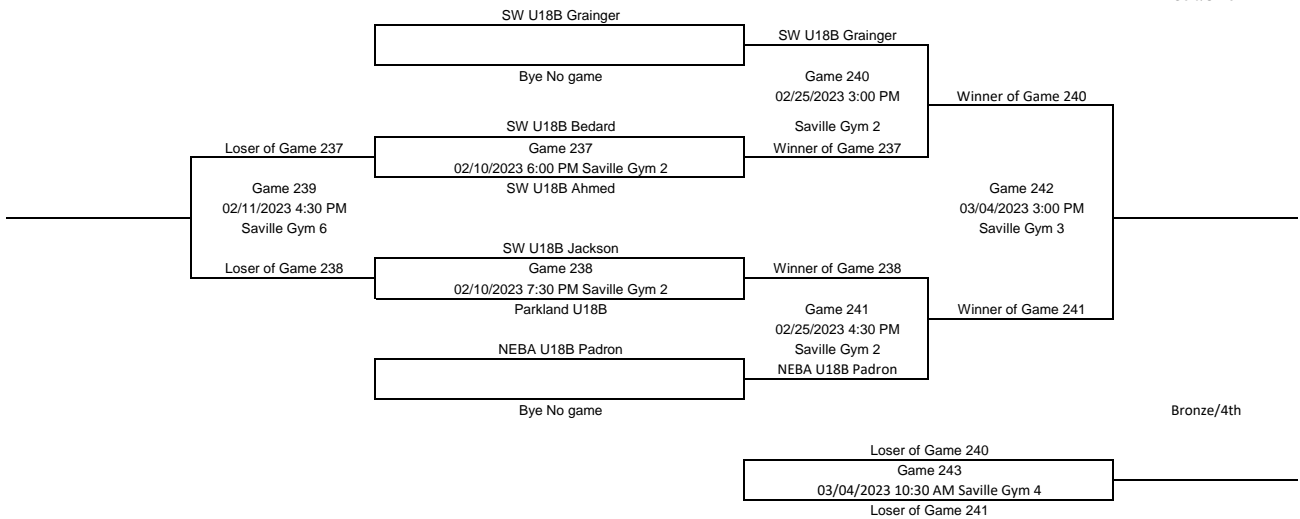 SW U18B Grainger
SW U18B Grainger
Bye No game
Game 240
02/25/2023 3:00 PM
Winner of Game 240
SW U18B Bedard
Saville Gym 2
Loser of Game 237
Game 237
Winner of Game 237
02/10/2023 6:00 PM Saville Gym 2
SW U18B Ahmed
Game 239
02/11/2023 4:30 PM
Saville Gym 6
Game 242
03/04/2023 3:00 PM
Saville Gym 3
SW U18B Jackson
Loser of Game 238
Game 238
Winner of Game 238
02/10/2023 7:30 PM Saville Gym 2
Parkland U18B
Game 241
Winner of Game 241
02/25/2023 4:30 PM
NEBA U18B Padron
Saville Gym 2
NEBA U18B Padron
Bye No game
Bronze/4th
Loser of Game 240
Game 243
03/04/2023 10:30 AM Saville Gym 4
Loser of Game 241